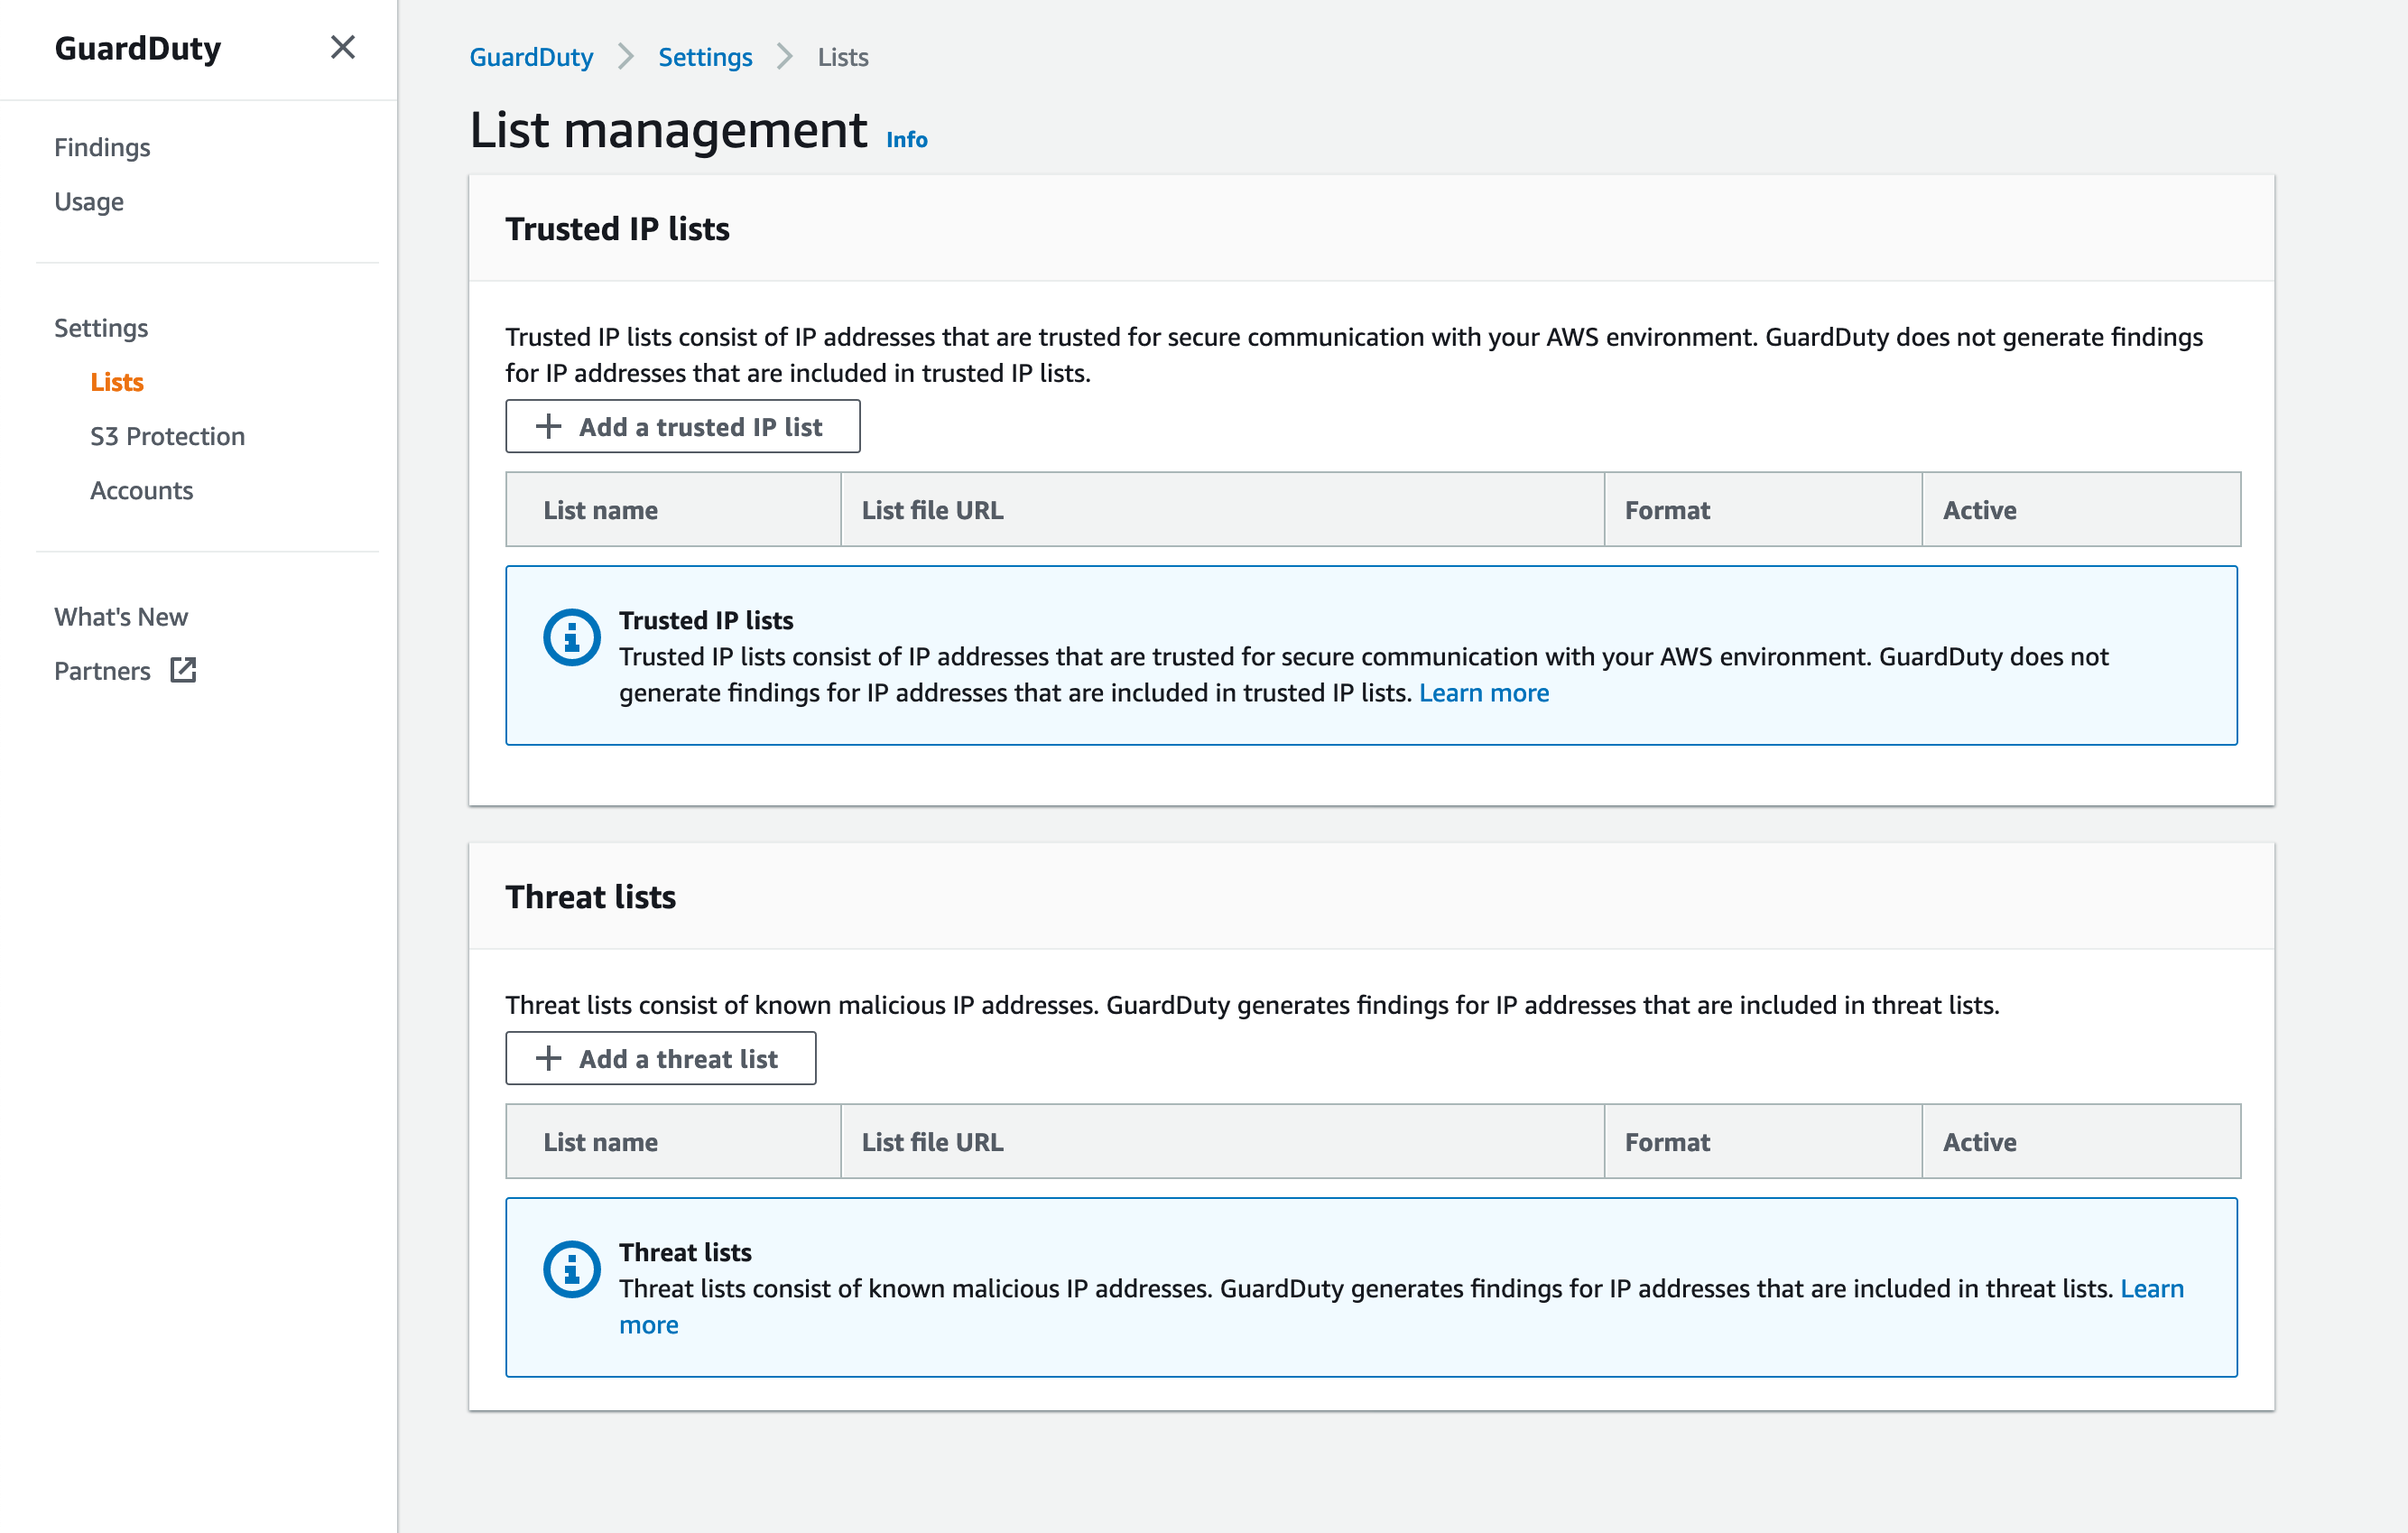 GuardDuty
Findings
Usage
Settings
Lists
S3 Protection
Accounts
What's New
Partners
GuardDuty > Settings > Lists
List management Info
Trusted IP lists
Trusted IP lists consist of IP addresses that are trusted for secure communication with your AWS environment. GuardDuty does not generate findings
for IP addresses that are included in trusted IP lists.
+ Add a trusted IP list
List name List file URL Format Active
Trusted IP lists
Trusted IP lists consist of IP addresses that are trusted for secure communication with your AWS environment. GuardDuty does not
generate findings for IP addresses that are included in trusted IP lists. Learn more
Threat lists
Threat lists consist of known malicious IP addresses. GuardDuty generates findings for IP addresses that are included in threat lists.
+ Add a threat list
List name List file URL Format Active
Threat lists
Threat lists consist of known malicious IP addresses. GuardDuty generates findings for IP addresses that are included in threat lists. Learn
more